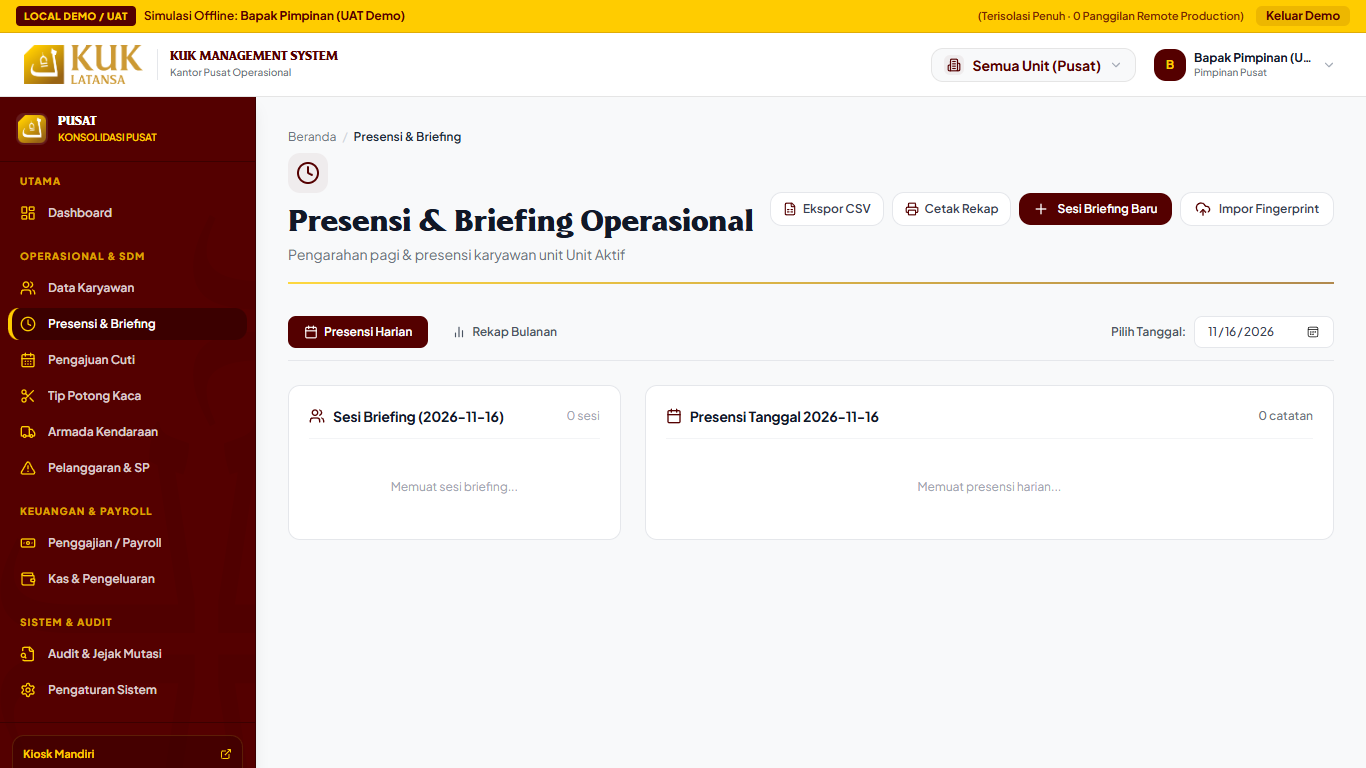 LOCAL DEMO / UAT Simulasi Offline: Bapak Pimpinan (UAT Demo) (Terisolasi Penuh · 0 Panggilan Remote Production) Keluar Demo
KUK
LATANSA
KUK MANAGEMENT SYSTEM
Kantor Pusat Operasional
Semua Unit (Pusat)
B
Bapak Pimpinan (U...
Pimpinan Pusat
PUSAT
KONSOLIDASI PUSAT
UTAMA
Dashboard
OPERASIONAL & SDM
Data Karyawan
Presensi & Briefing
Pengajuan Cuti
Tip Potong Kaca
Armada Kendaraan
Pelanggaran & SP
KEUANGAN & PAYROLL
Penggajian / Payroll
Kas & Pengeluaran
SISTEM & AUDIT
Audit & Jejak Mutasi
Pengaturan Sistem
Kiosk Mandiri
Beranda / Presensi & Briefing
Presensi & Briefing Operasional
Pengarahan pagi & presensi karyawan unit Unit Aktif
Ekspor CSV
Cetak Rekap
Sesi Briefing Baru
Impor Fingerprint
Presensi Harian
Rekap Bulanan
Pilih Tanggal: 11/16/2026
Sesi Briefing (2026-11-16) 0 sesi
Memuat sesi briefing...
Presensi Tanggal 2026-11-16 0 catatan
Memuat presensi harian...